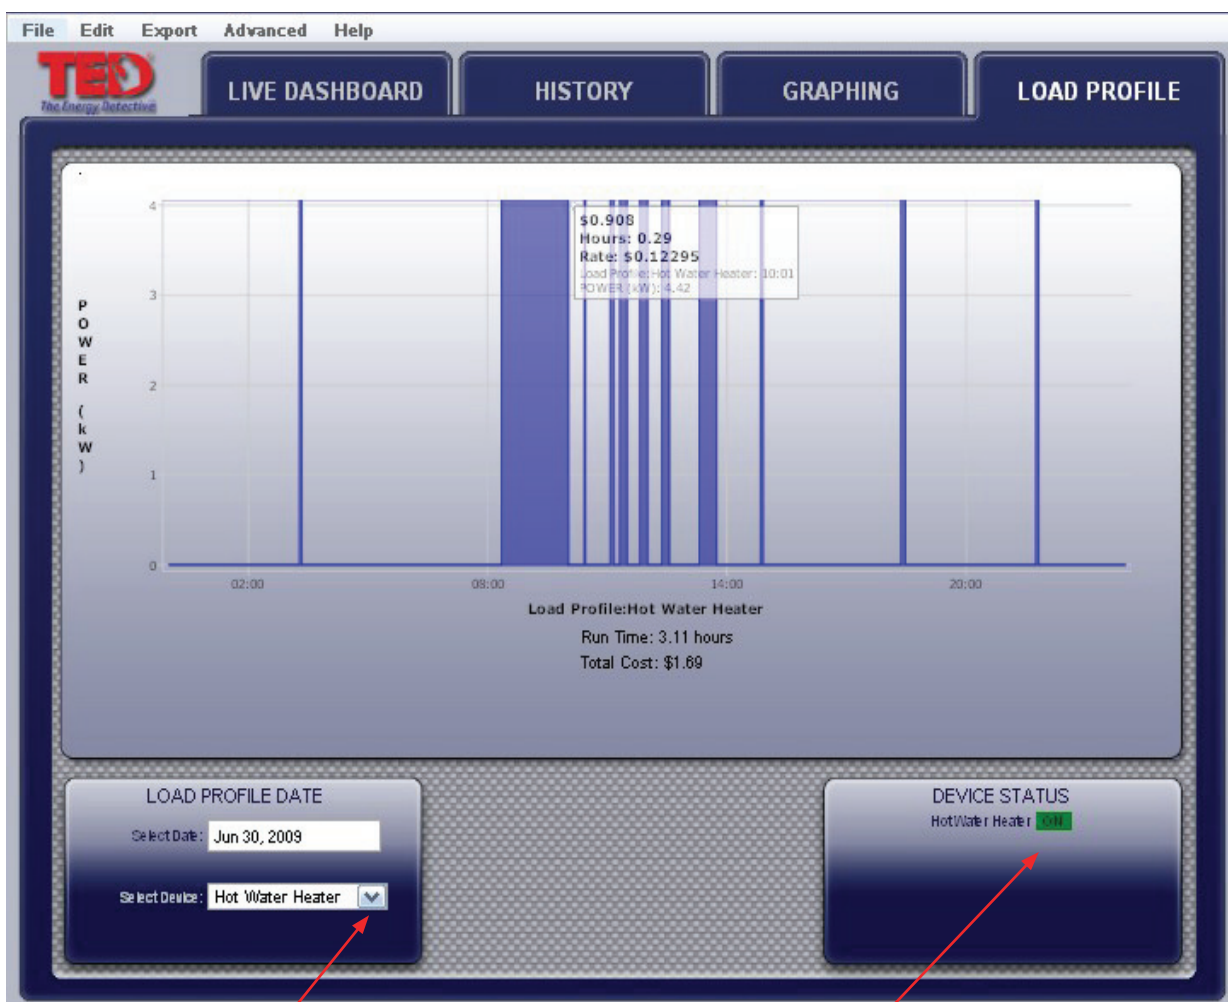 File Edit Export Advanced Help
TED
The Energy Detective
LIVE DASHBOARD
HISTORY
GRAPHING
LOAD PROFILE
4
3
2
1
0
POWER (kW)
$0.908
Hours: 0.29
Rate: $0.12295
Load Profile:Hot Water Heater: 10:01
POWER (kW): 4.42
02:00
08:00
14:00
20:00
Load Profile:Hot Water Heater
Run Time: 3.11 hours
Total Cost: $1.69
LOAD PROFILE DATE
Select Date: Jun 30, 2009
Select Device: Hot Water Heater
DEVICE STATUS
Hot Water Heater ON